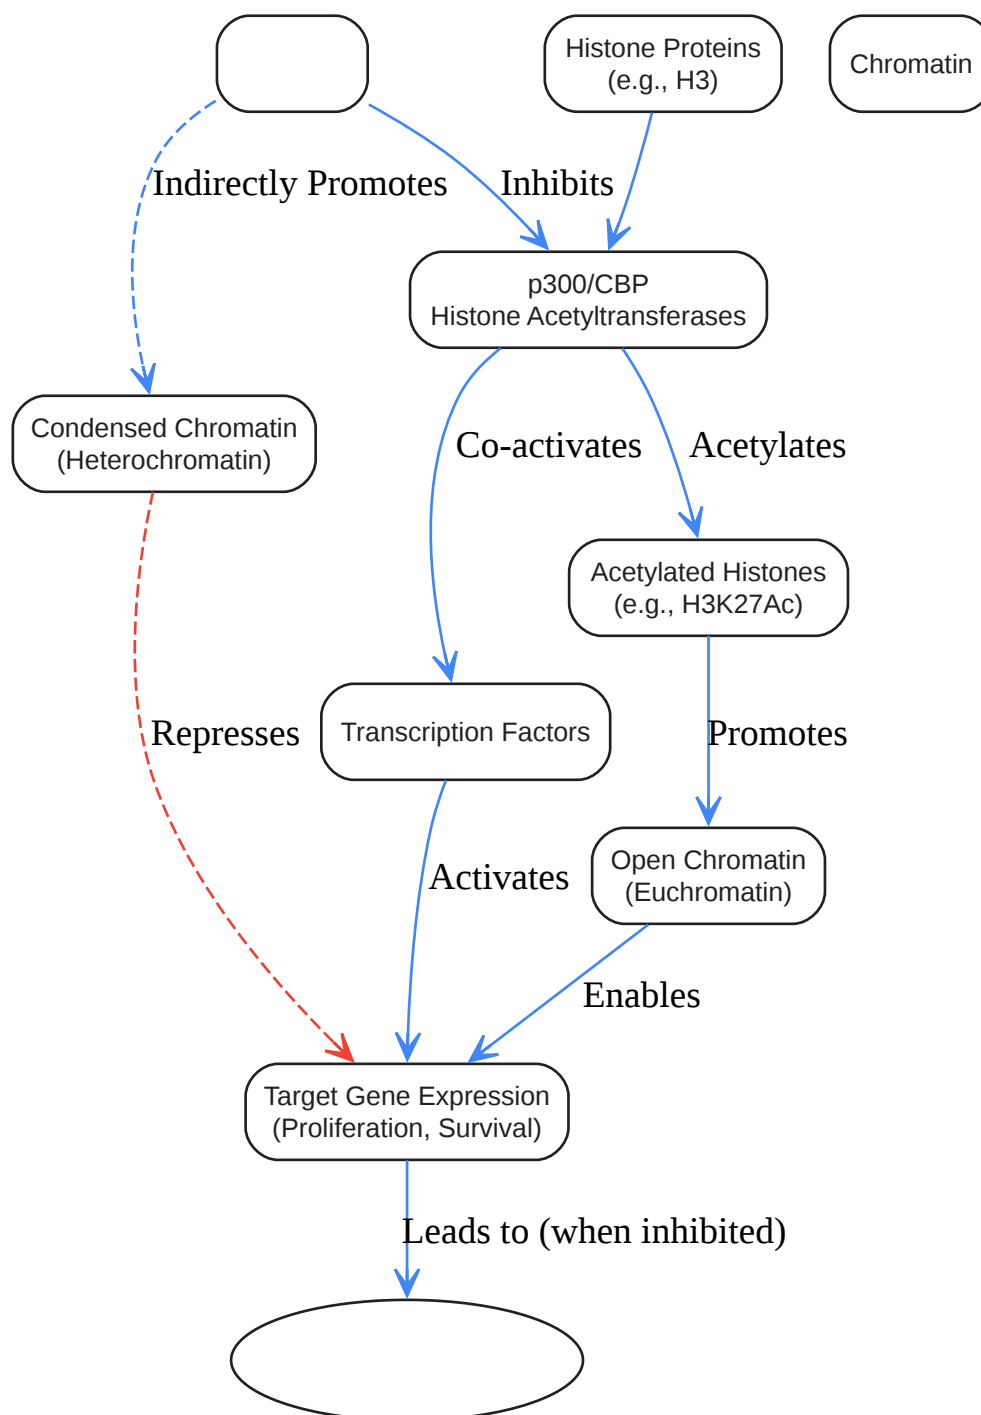 Histone Proteins
(e.g., H3)
Chromatin
Indirectly Promotes
Inhibits
p300/CBP
Histone Acetyltransferases
Condensed Chromatin
(Heterochromatin)
Co-activates
Acetylates
Acetylated Histones
(e.g., H3K27Ac)
Repressses
Transcription Factors
Promotes
Open Chromatin
(Euchromatin)
Activates
Enables
Target Gene Expression
(Proliferation, Survival)
Leads to (when inhibited)